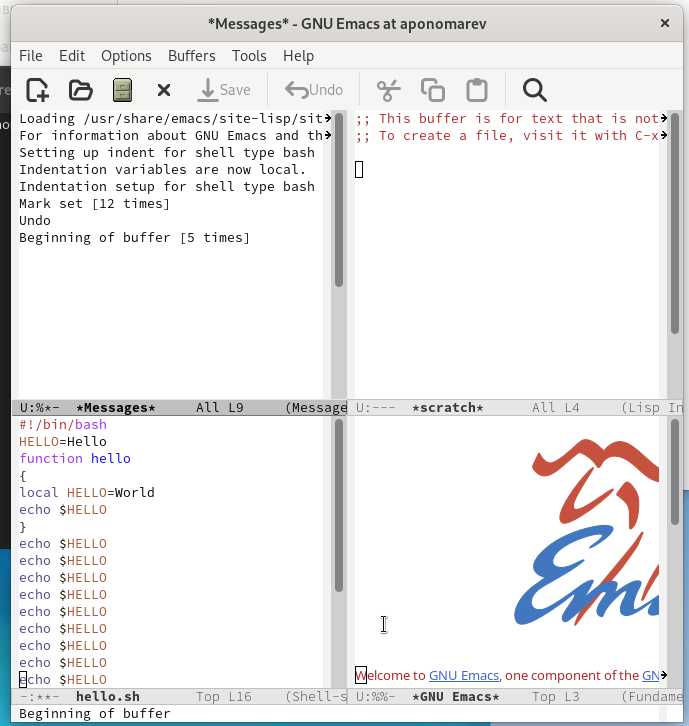 *Messages* - GNU Emacs at aponomarev
File Edit Options Buffers Tools Help
Save Undo
Loading /usr/share/emacs/site-lisp/sit
For information about GNU Emacs and th
Setting up indent for shell type bash
Indentation variables are now local.
Indentation setup for shell type bash
Mark set [12 times]
Undo
Beginning of buffer [5 times]
U:%*- *Messages* All L9 (Message
;; This buffer is for text that is not
;; To create a file, visit it with C-x
U:--- *scratch* All L4 (Lisp In
#!/bin/bash
HELLO=Hello
function hello
{
local HELLO=World
echo $HELLO
}
echo $HELLO
echo $HELLO
echo $HELLO
echo $HELLO
echo $HELLO
echo $HELLO
echo $HELLO
echo $HELLO
echo $HELLO
-:**- hello.sh Top L16 (Shell-s
Em
Welcome to GNU Emacs, one component of the GN
U:%%- *GNU Emacs* Top L3 (Fundame
Beginning of buffer